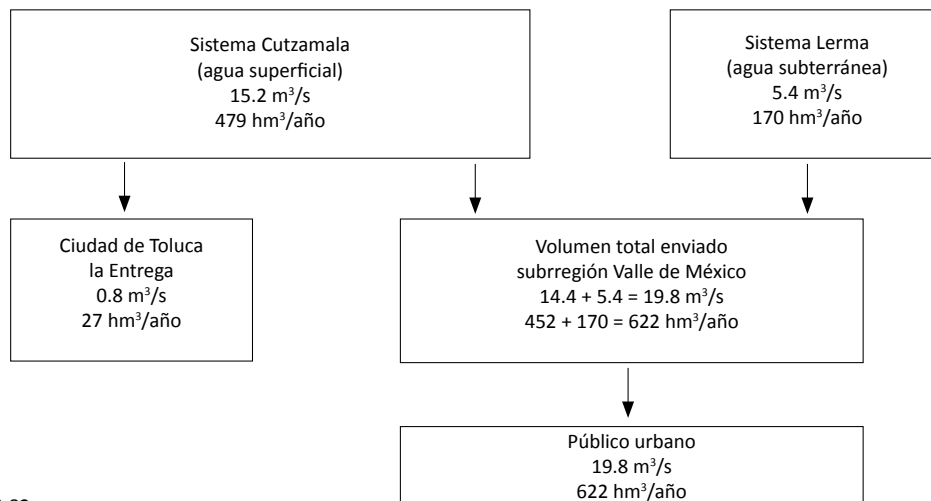 Sistema Cutzamala
(agua superficial)
15.2 m³/s
479 hm³/año
Sistema Lerma
(agua subterránea)
5.4 m³/s
170 hm³/año
Ciudad de Toluca
la Entrega
0.8 m³/s
27 hm³/año
Volumen total enviado
subrregión Valle de México
14.4 + 5.4 = 19.8 m³/s
452 + 170 = 622 hm³/año
Público urbano
19.8 m³/s
622 hm³/año